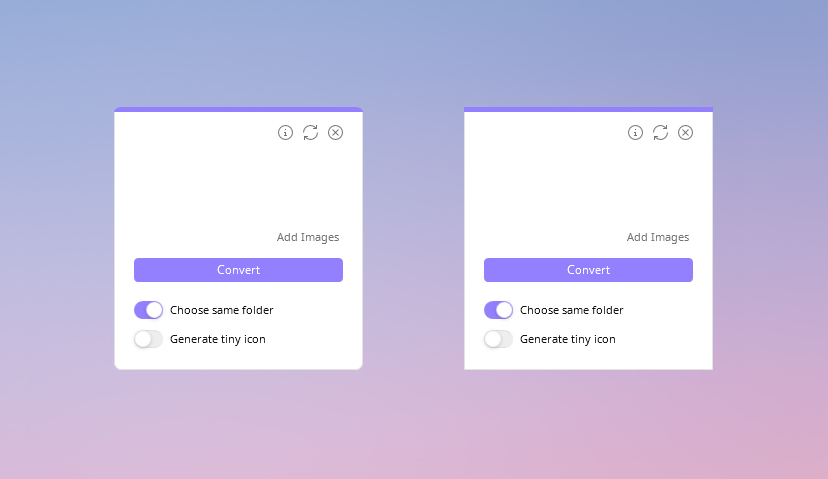 Add Images
Convert
Choose same folder
Generate tiny icon
Add Images
Convert
Choose same folder
Generate tiny icon